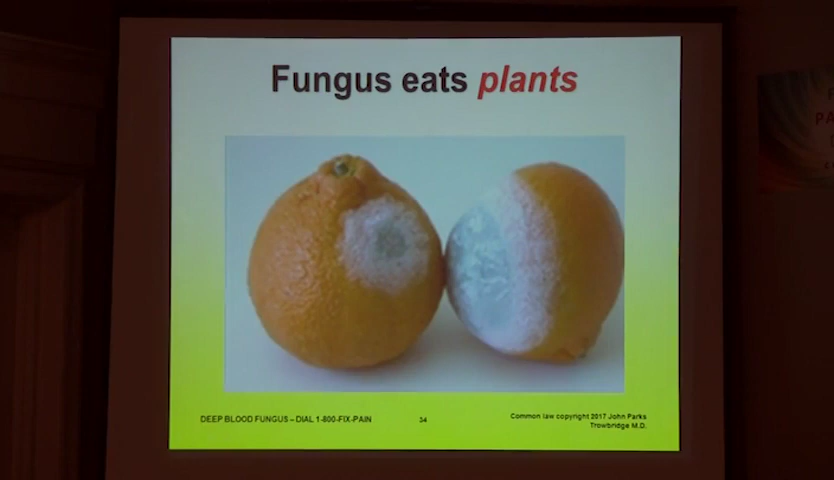 Fungus eats plants
DEEP BLOOD FUNGUS – DIAL 1-800-FIX-PAIN
34
Common law copyright 2017 John Parks
Trowbridge M.D.
PA